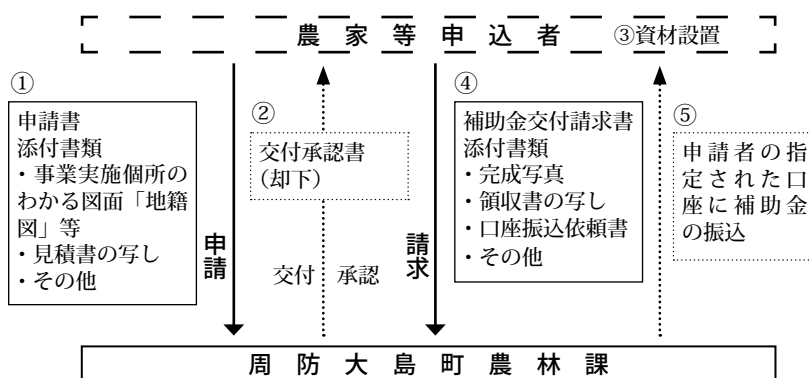 農家等申込者　③資材設置
①
申請書
添付書類
・事業実施個所の
わかる図面「地籍
図」等
・見積書の写し
・その他
申請
②
交付承認書
(却下)
交付　承認
請求
④
補助金交付請求書
添付書類
・完成写真
・領収書の写し
・口座振込依頼書
・その他
⑤
申請者の指
定された口
座に補助金
の振込
周防大島町農林課